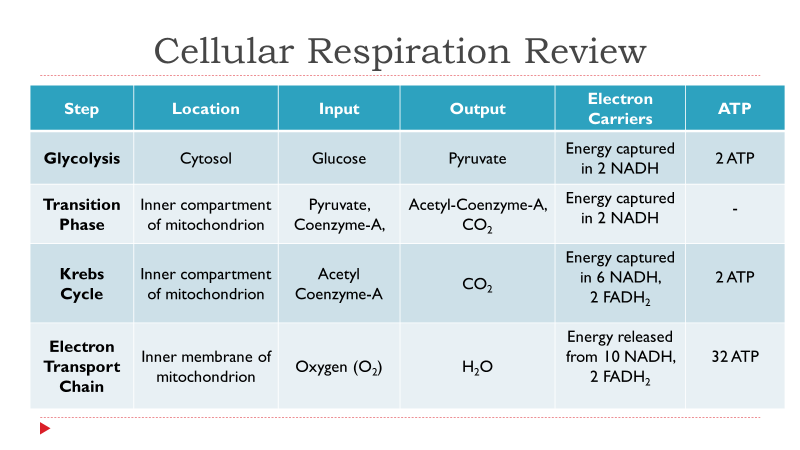 Cellular Respiration Review
Step
Location
Input
Output
Electron
Carriers
ATP
Glycolysis
Cytosol
Glucose
Pyruvate
Energy captured
in 2 NADH
2 ATP
Transition
Phase
Inner compartment
of mitochondrion
Pyruvate,
Coenzyme-A,
Acetyl-Coenzyme-A,
CO₂
Energy captured
in 2 NADH
-
Krebs
Cycle
Inner compartment
of mitochondrion
Acetyl
Coenzyme-A
CO₂
Energy captured
in 6 NADH,
2 FADH₂
2 ATP
Electron
Transport
Chain
Inner membrane of
mitochondrion
Oxygen (O₂)
H₂O
Energy released
from 10 NADH,
2 FADH₂
32 ATP